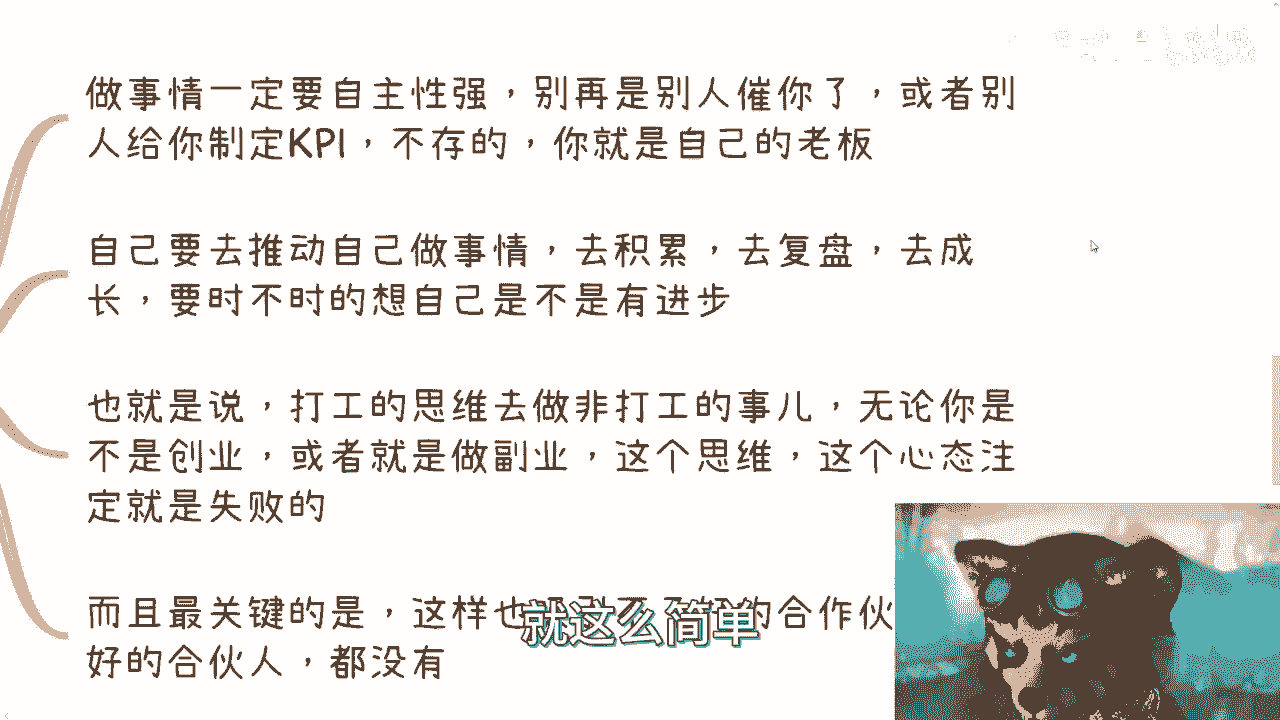 做事情一定要自主性强，别再是别人催你了，或者别
人给你制定KPI，不存的，你就是自己的老板
自己要去推动自己做事情，去积累，去复盘，去成
长，要时不时的想自己是不是有进步
也就是说，打工的思维去做非打工的事儿，无论你是
不是创业，或者就是做副业，这个思维，这个心态注
定就是失败的
而且最关键的是，这样也 的合作伙
就这么简单
好的合伙人，都没有